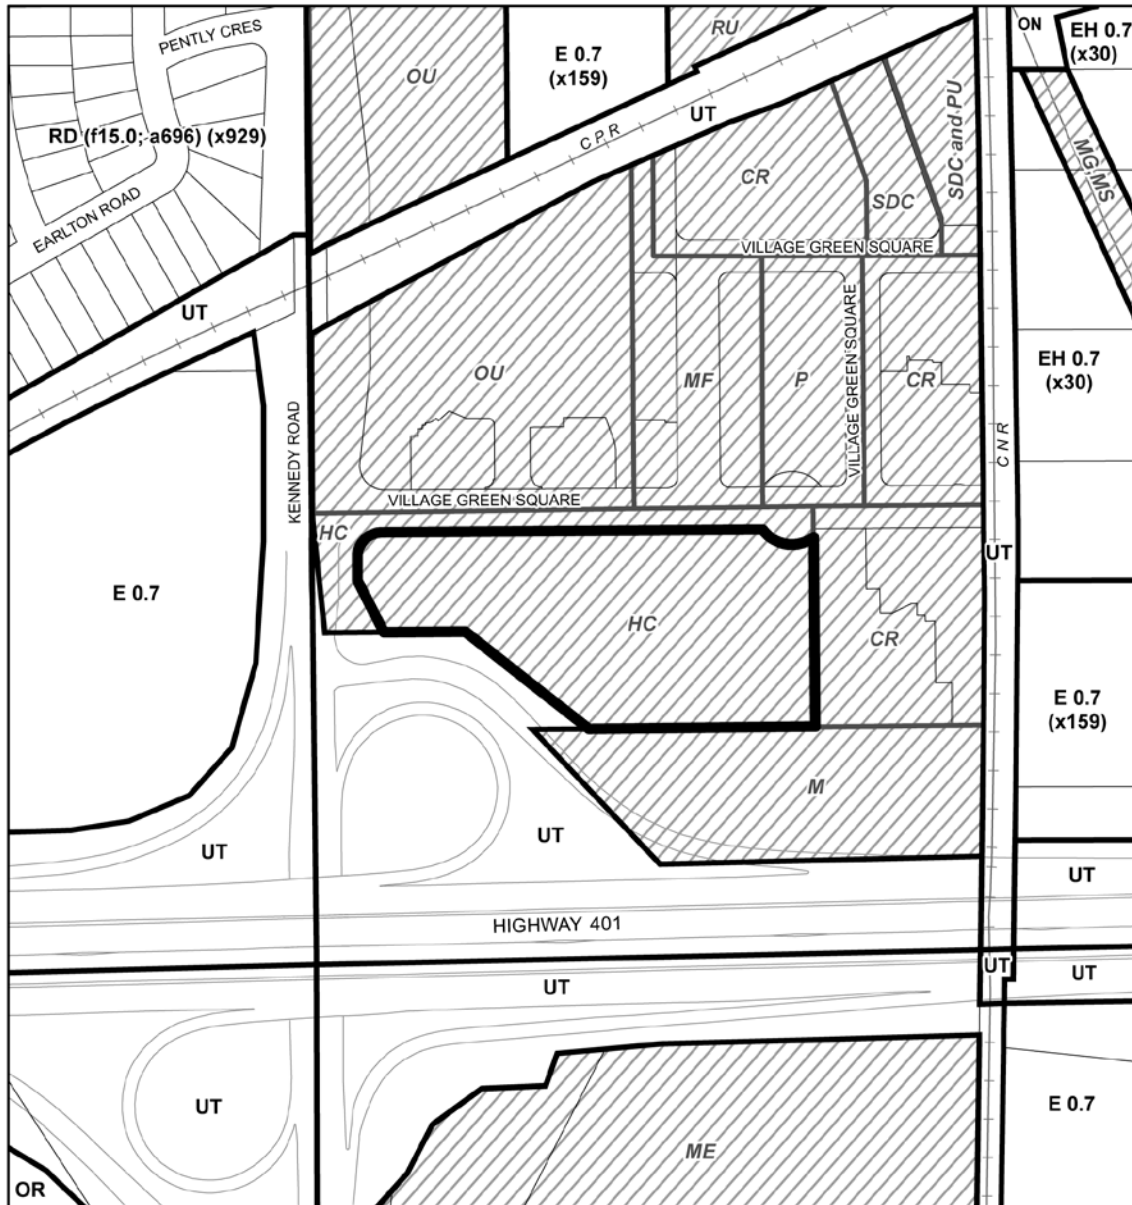 PENTLY CRES
OU
E 0.7
(x159)
RU
ON
EH 0.7
(x30)
RD (f15.0; a696) (x929)
CPR
UT
SDC and PU
MG,MS
CR
SDC
EARLTON ROAD
VILLAGE GREEN SQUARE
UT
OU
MF
P
VILLAGE GREEN SQUARE
CR
EH 0.7
(x30)
KENNEDY ROAD
CNR
VILLAGE GREEN SQUARE
HC
UT
E 0.7
HC
CR
E 0.7
(x159)
M
UT
UT
UT
HIGHWAY 401
UT
UT
UT
UT
E 0.7
ME
OR